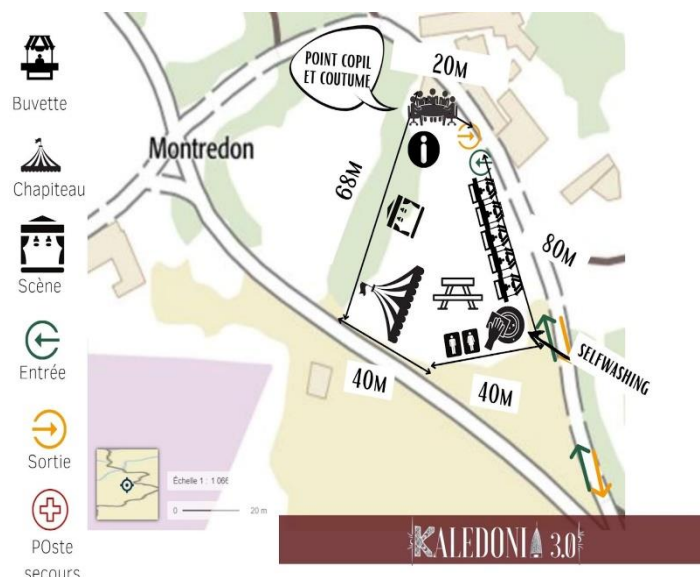 Buvette
Chapiteau
Scène
Entrée
Sortie
POste
secours
POINT COPIL
ET COUTUME
20M
Montredon
68M
80M
40M
40M
SELFWASHING
Échelle 1 : 1 066
0
20 m
KALEDONIA 3.0